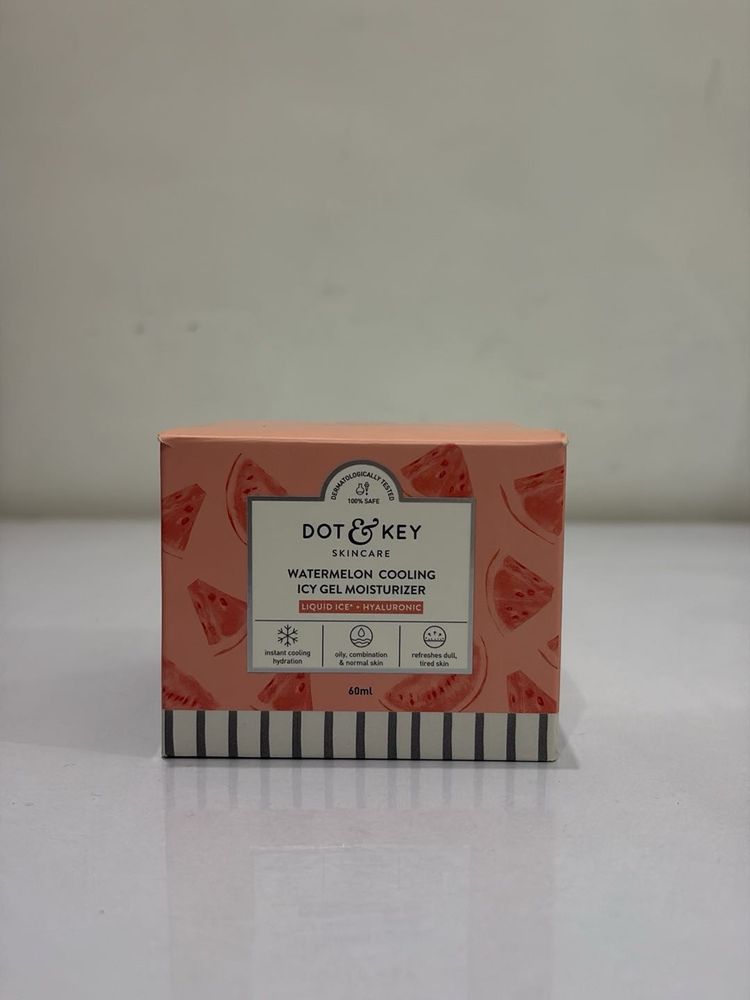 DERMATOLOGICALLY TESTED
100% SAFE
DOT & KEY
SKINCARE
WATERMELON COOLING
ICY GEL MOISTURIZER
LIQUID ICE* + HYALURONIC
instant cooling
hydration
oily, combination
& normal skin
refreshes dull,
tired skin
60ml